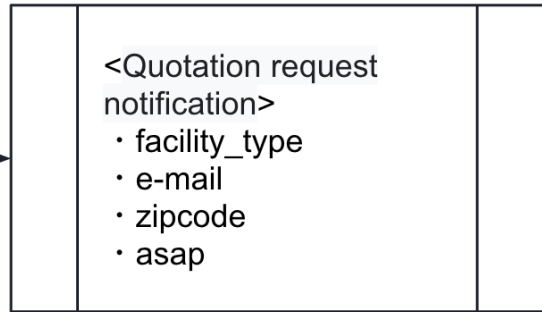 <Quotation request
notification>
・facility_type
・e-mail
・zipcode
・asap